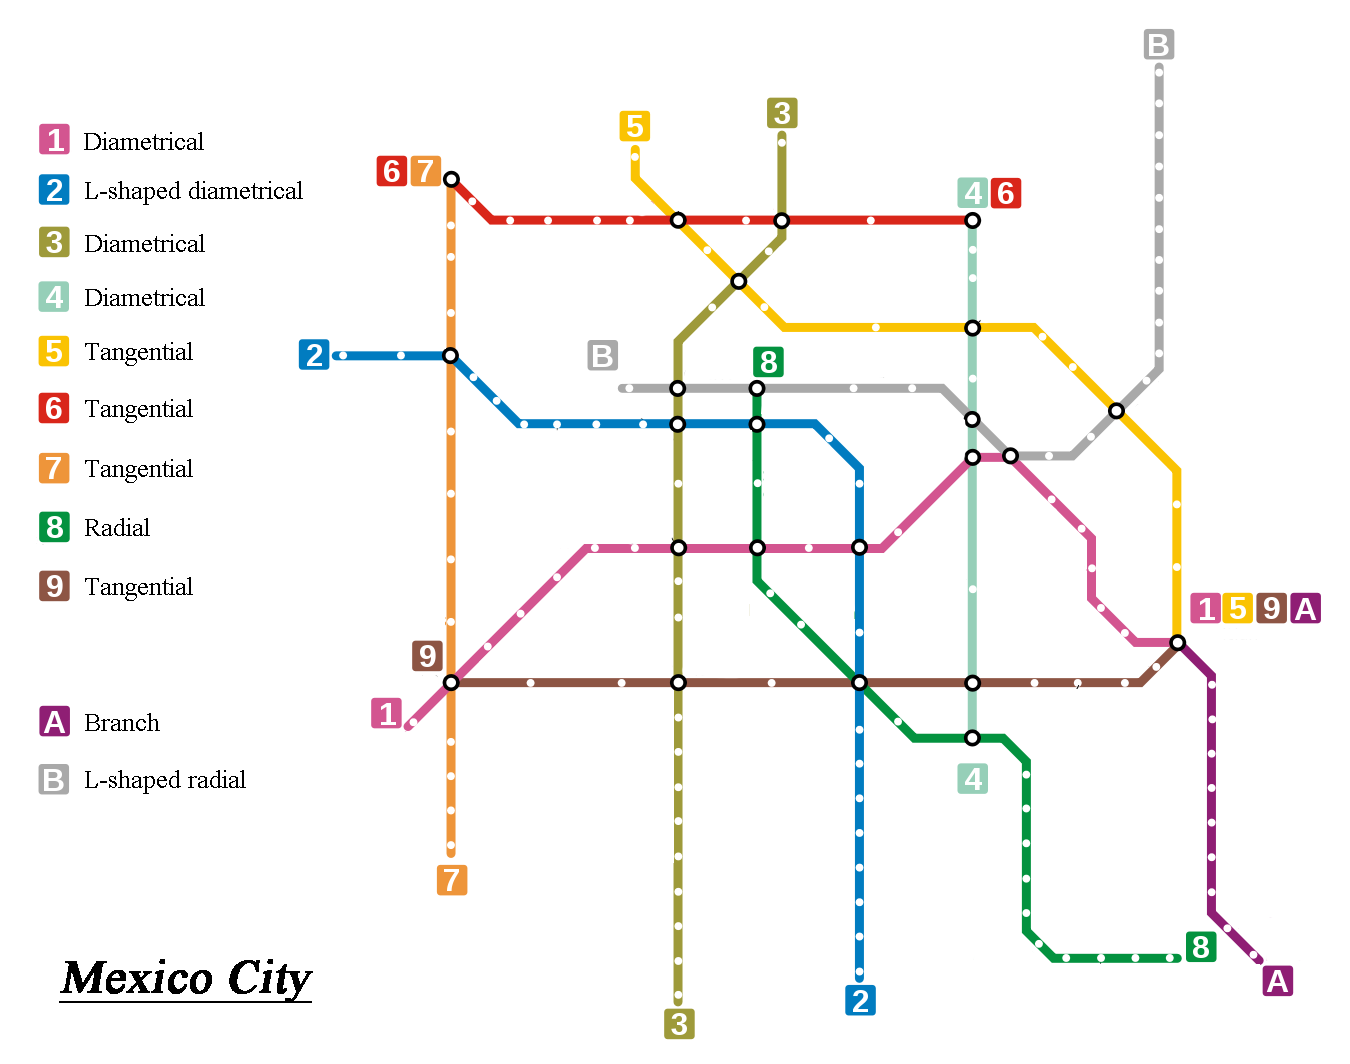 B
3
5
1 Diametrical
6 7
2 L-shaped diametrical
4 6
3 Diametrical
4 Diametrical
2
5 Tangential
B
8
6 Tangential
7 Tangential
8 Radial
9 Tangential
1 5 9 A
9
1
A Branch
B L-shaped radial
4
7
8
Mexico City
A
2
3